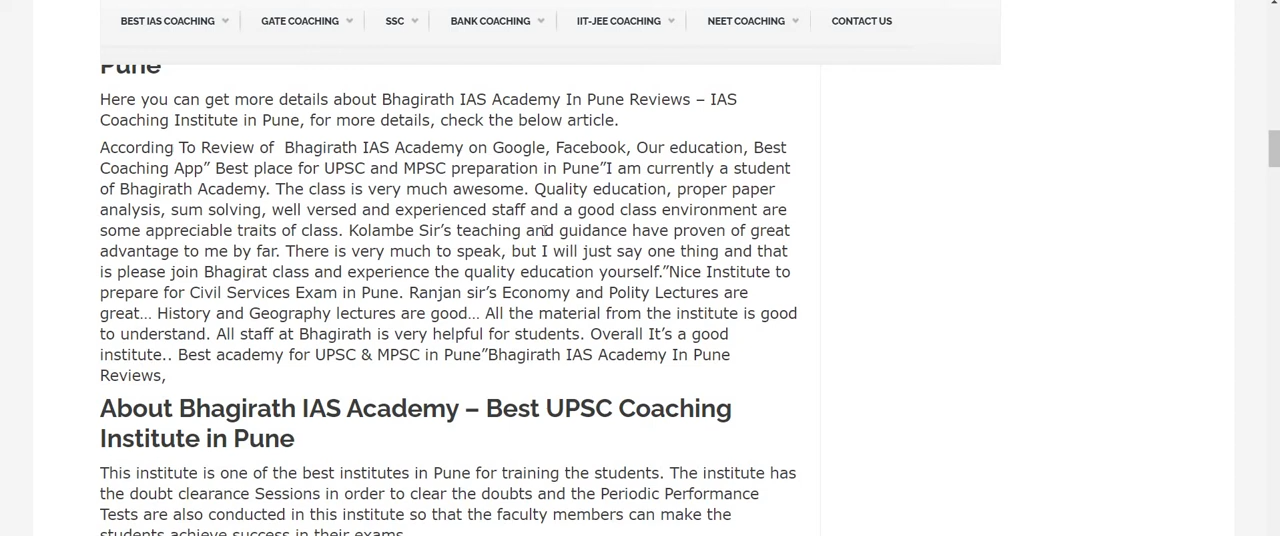 BEST IAS COACHING GATE COACHING SSC BANK COACHING IIT-JEE COACHING NEET COACHING CONTACT US
Pune
Here you can get more details about Bhagirath IAS Academy In Pune Reviews – IAS
Coaching Institute in Pune, for more details, check the below article.
According To Review of  Bhagirath IAS Academy on Google, Facebook, Our education, Best
Coaching App” Best place for UPSC and MPSC preparation in Pune”I am currently a student
of Bhagirath Academy. The class is very much awesome. Quality education, proper paper
analysis, sum solving, well versed and experienced staff and a good class environment are
some appreciable traits of class. Kolambe Sir’s teaching and guidance have proven of great
advantage to me by far. There is very much to speak, but I will just say one thing and that
is please join Bhagirat class and experience the quality education yourself.”Nice Institute to
prepare for Civil Services Exam in Pune. Ranjan sir’s Economy and Polity Lectures are
great… History and Geography lectures are good… All the material from the institute is good
to understand. All staff at Bhagirath is very helpful for students. Overall It’s a good
institute.. Best academy for UPSC & MPSC in Pune”Bhagirath IAS Academy In Pune
Reviews,
About Bhagirath IAS Academy – Best UPSC Coaching
Institute in Pune
This institute is one of the best institutes in Pune for training the students. The institute has
the doubt clearance Sessions in order to clear the doubts and the Periodic Performance
Tests are also conducted in this institute so that the faculty members can make the
students achieve success in their exams.